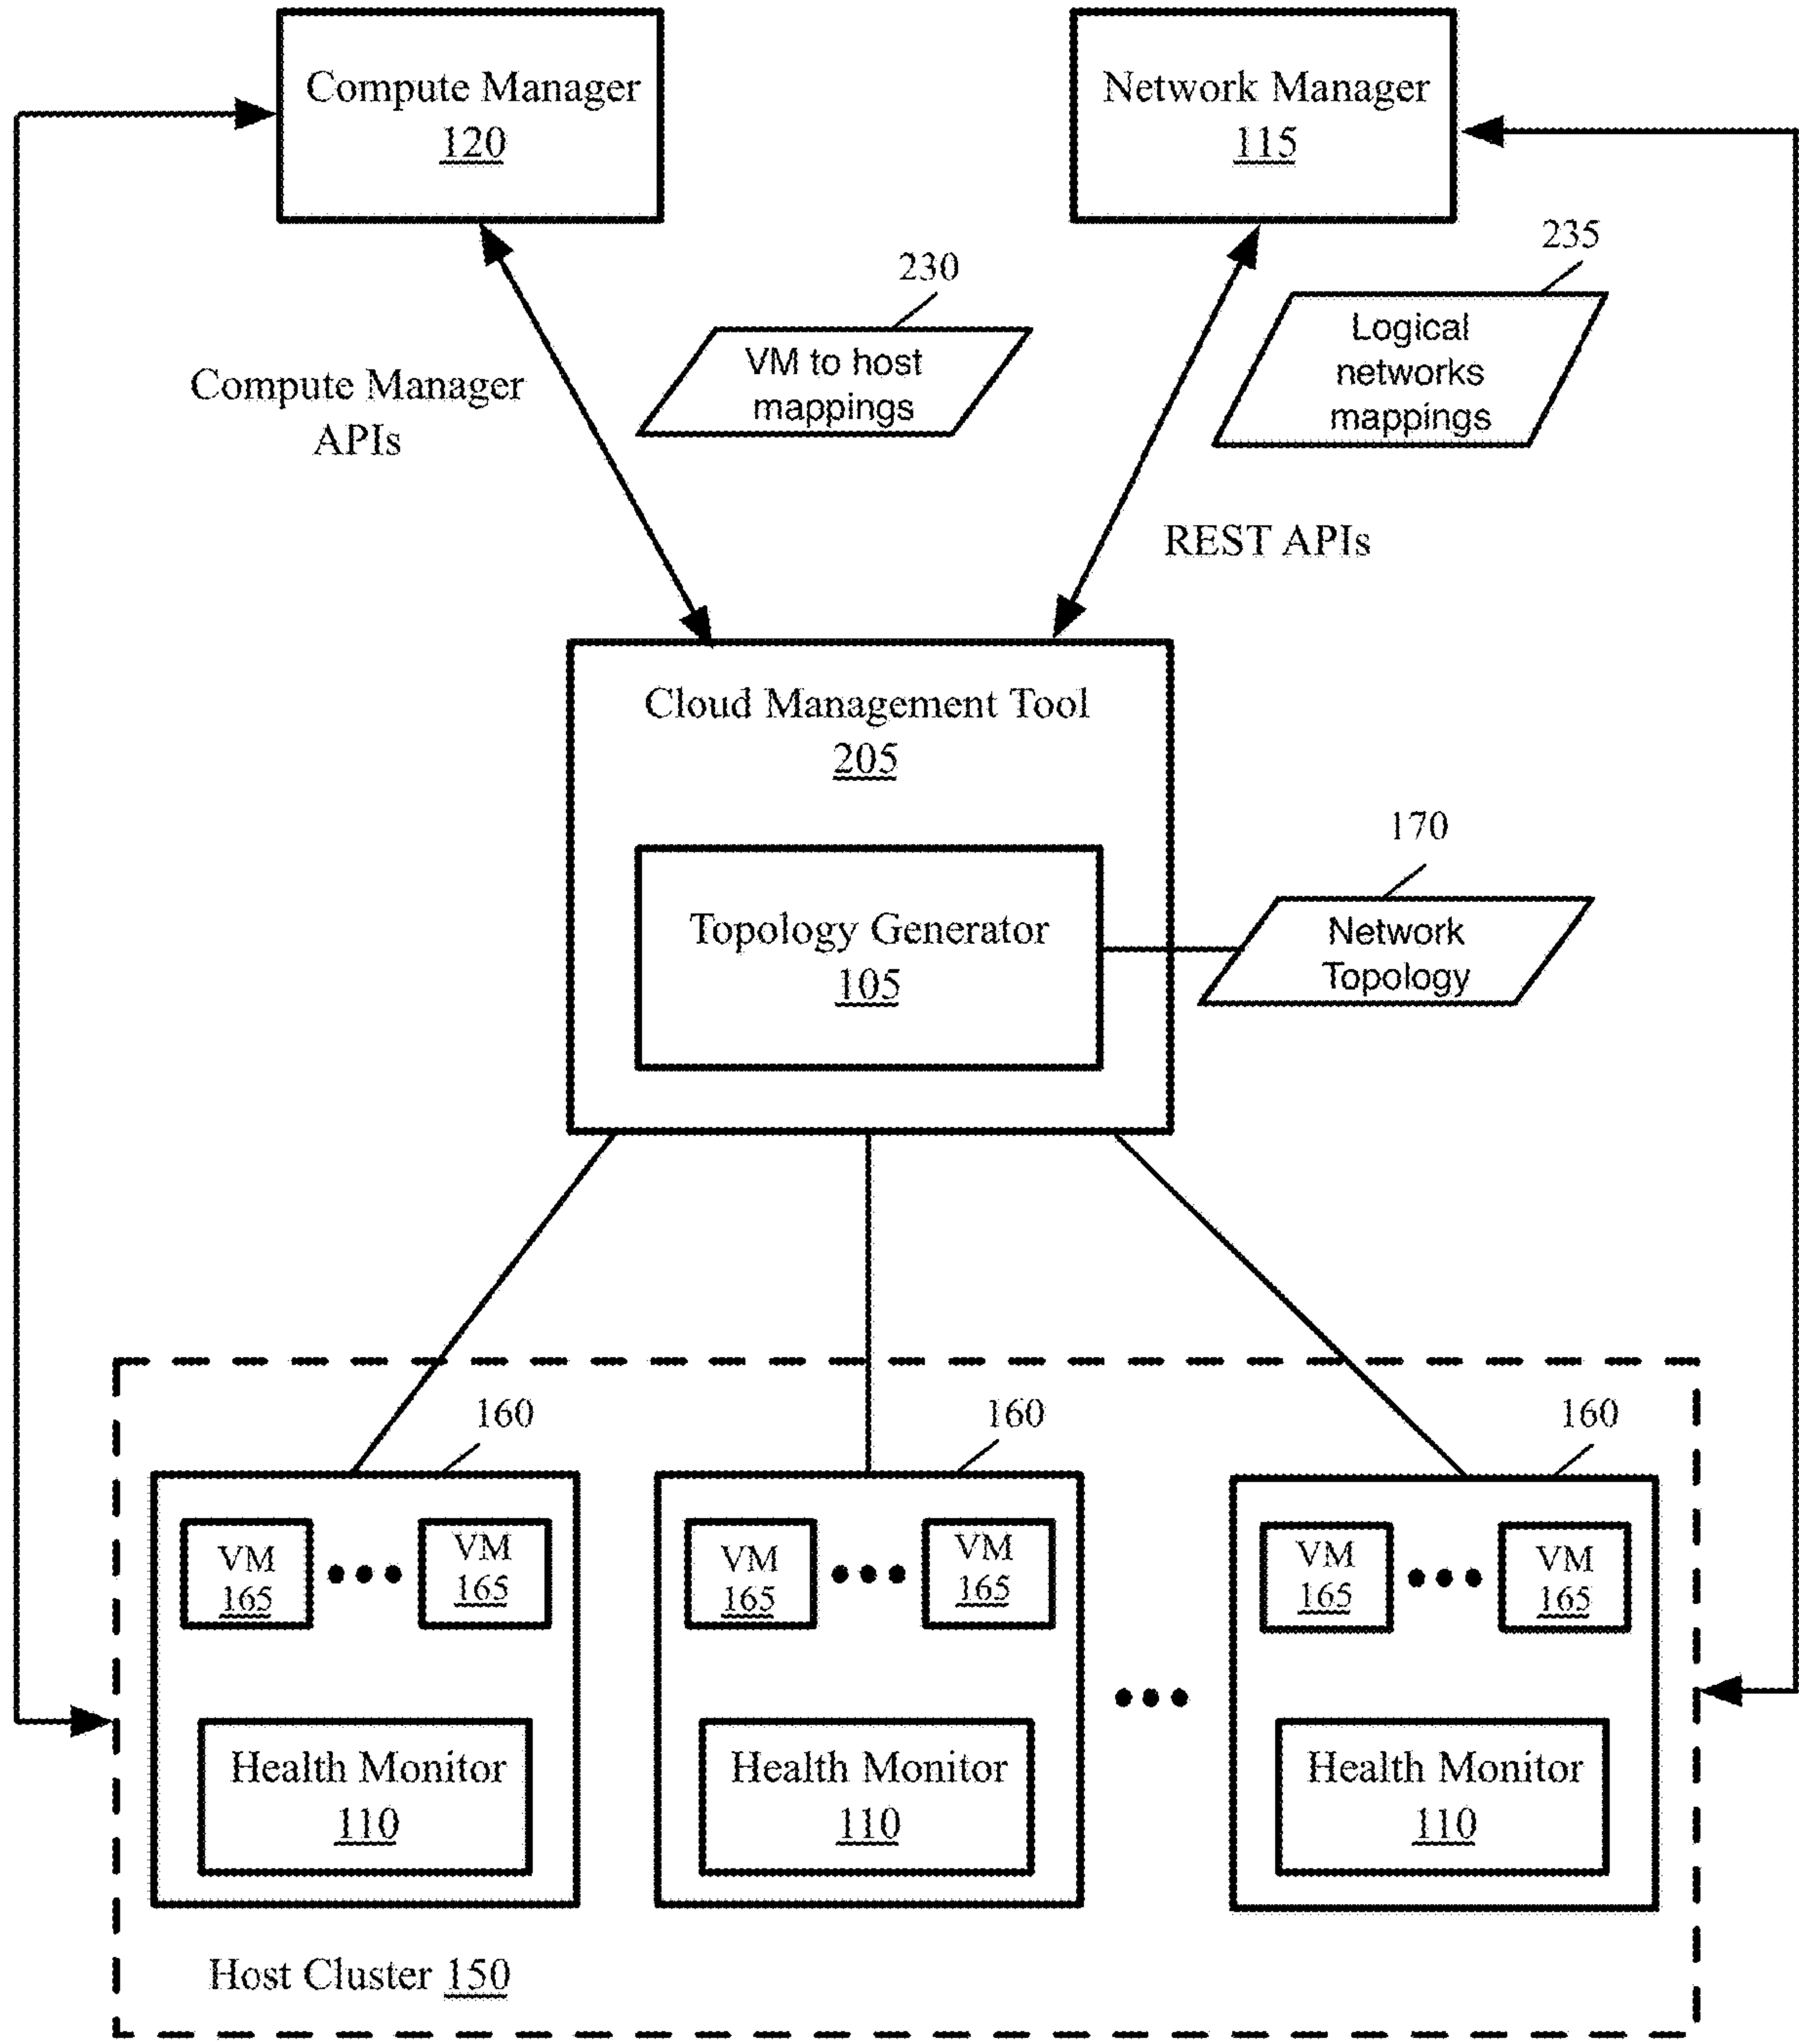 Compute Manager
120
Network Manager
115
235
230
Logical
networks
mappings
VM to host
mappings
Compute Manager
APIs
REST APIs
Cloud Management Tool
205
170
Topology Generator
105
Network
Topology
160
160
160
VM
165
VM
165
VM
165
VM
165
VM
165
VM
165
Health Monitor
110
Health Monitor
110
Health Monitor
110
Host Cluster 150